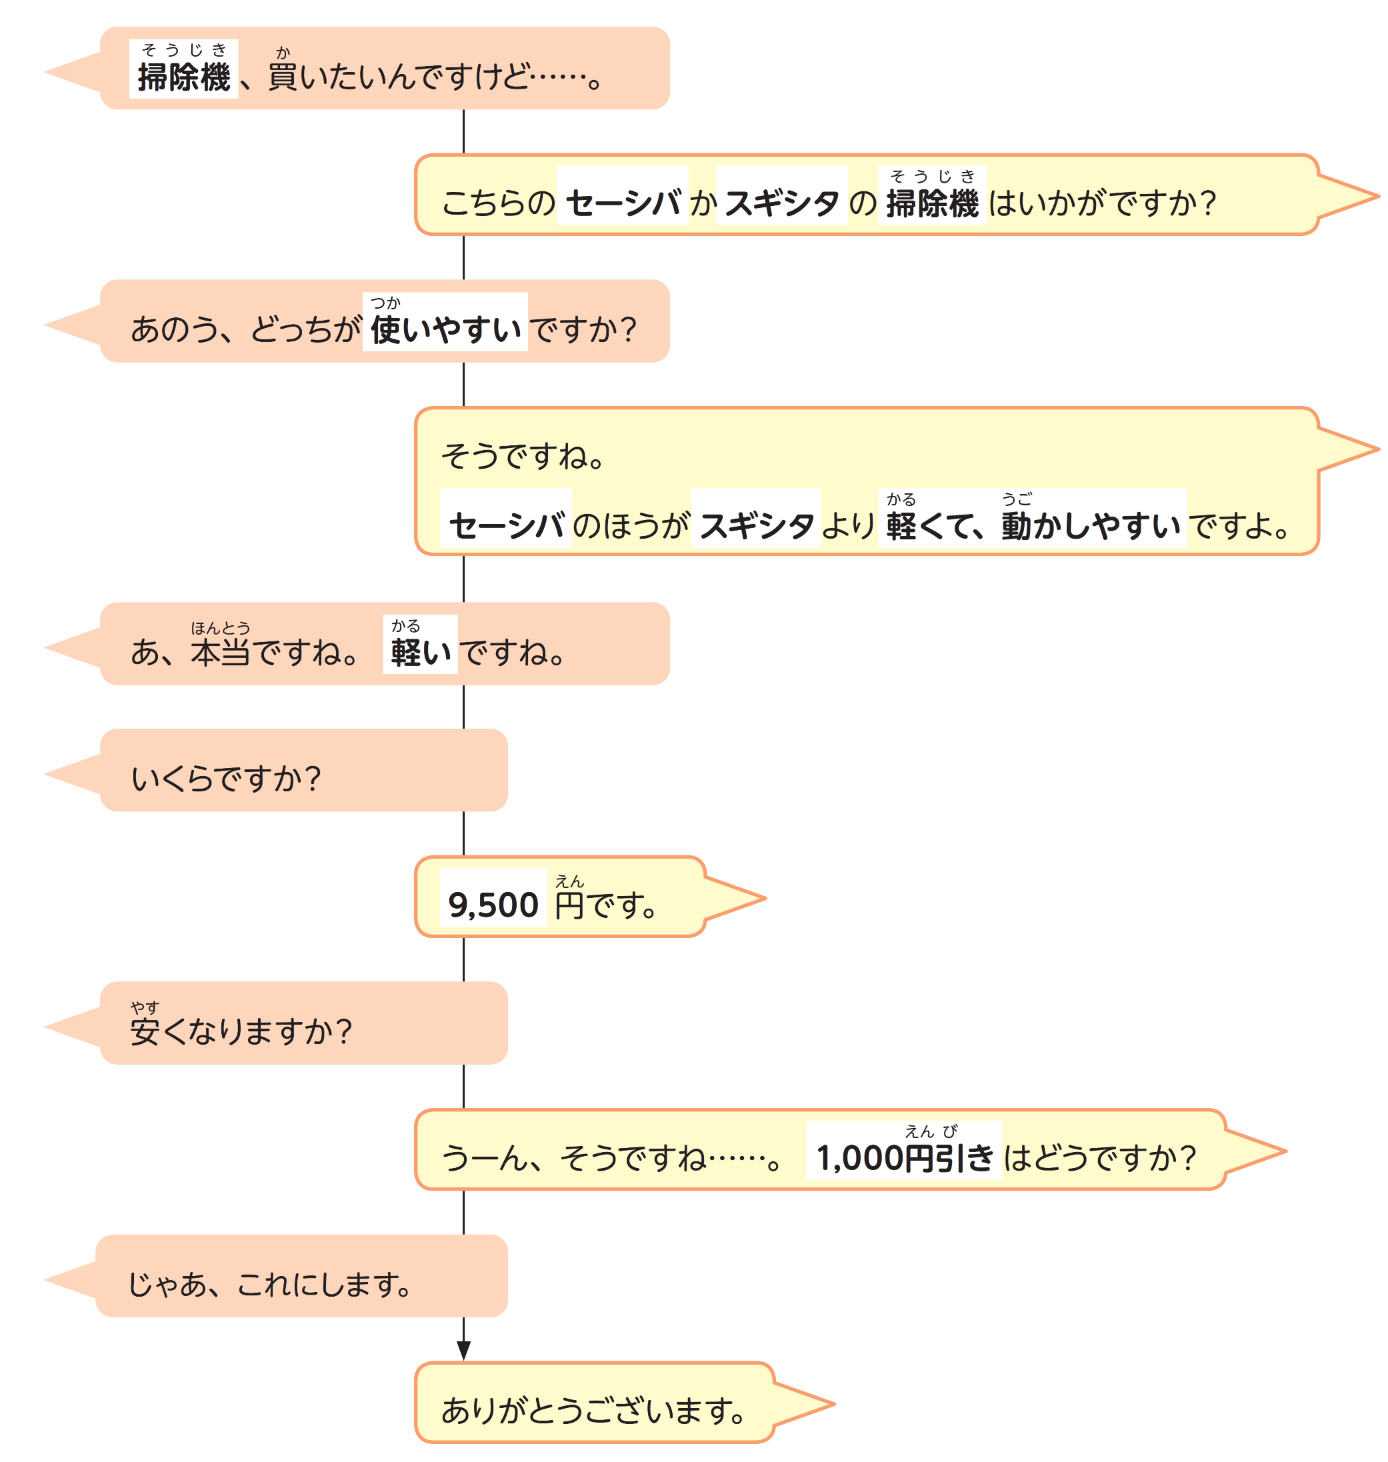 そうじき か
掃除機、買いたいんですけど……。
そうじき
こちらの セーシバ か スギシタ の 掃除機 はいかがですか？
つか
あのう、どっちが 使いやすい ですか？
そうですね。
かる うご
セーシバ のほうが スギシタ より 軽くて、動かしやすい ですよ。
ほんとう かる
あ、本当ですね。 軽い ですね。
いくらですか？
えん
9,500 円です。
やす
安くなりますか？
えん び
うーん、そうですね……。 1,000円引き はどうですか？
じゃあ、これにします。
ありがとうございます。